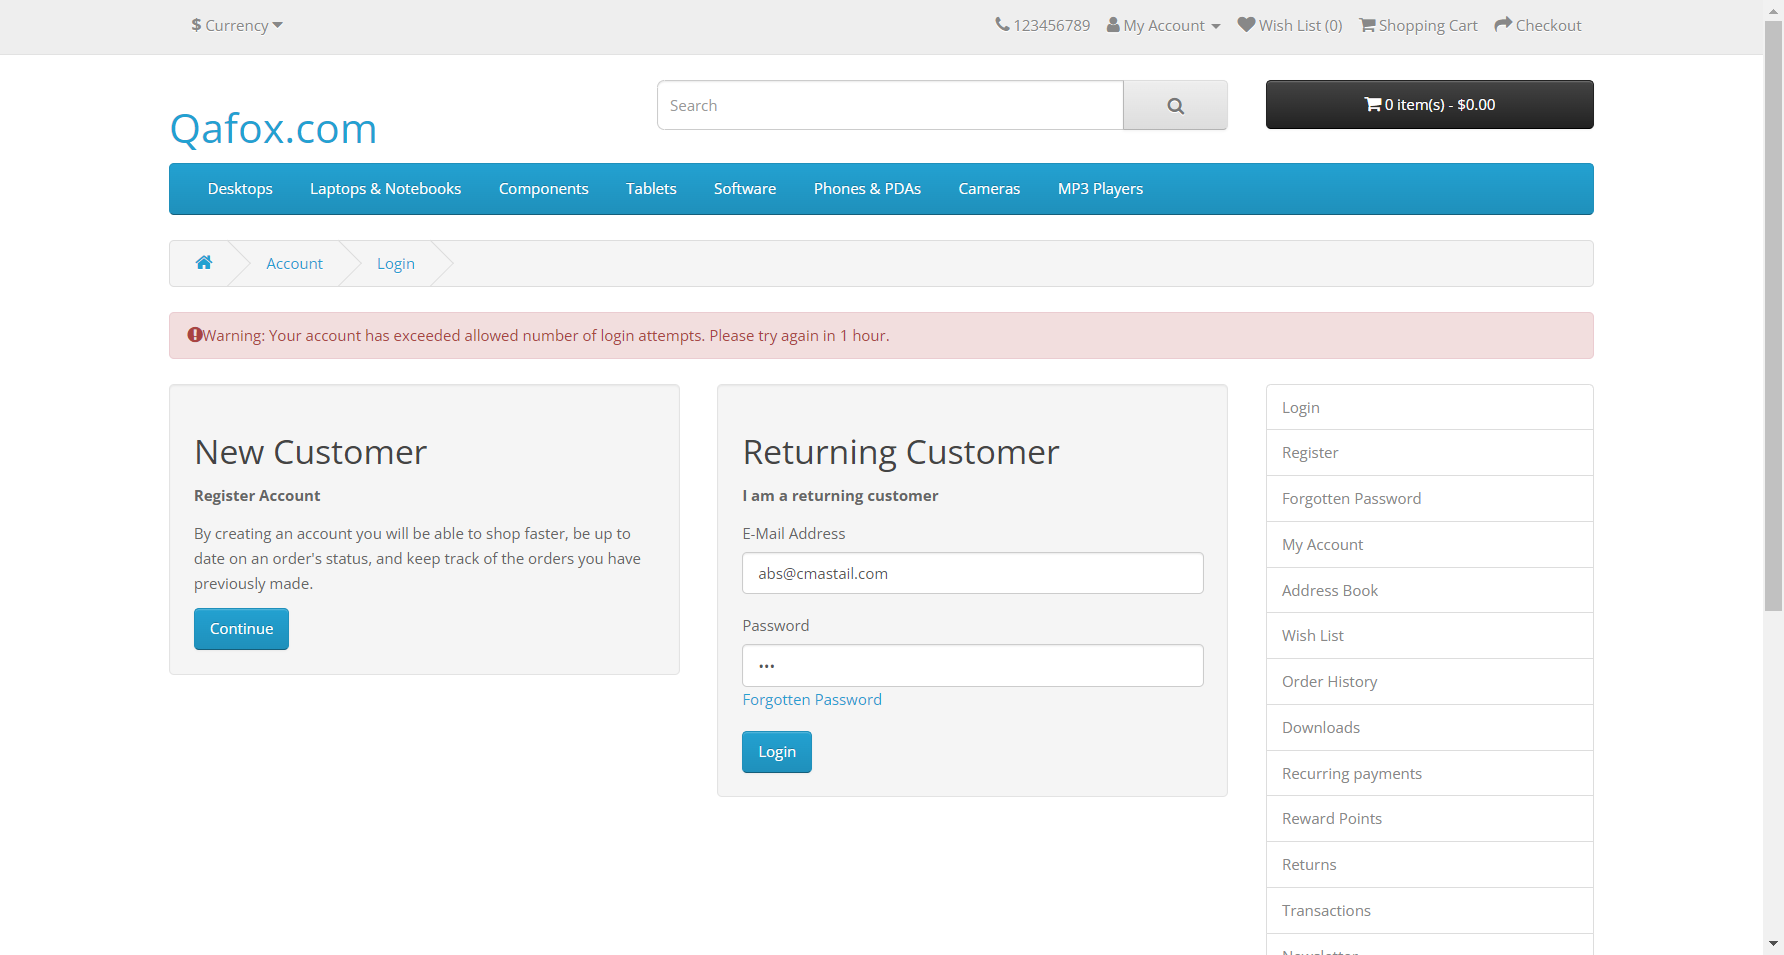 $ Currency
123456789 My Account Wish List (0) Shopping Cart Checkout
Qafox.com
Search
0 item(s) - $0.00
Desktops Laptops & Notebooks Components Tablets Software Phones & PDAs Cameras MP3 Players
Account Login
Warning: Your account has exceeded allowed number of login attempts. Please try again in 1 hour.
New Customer
Register Account
By creating an account you will be able to shop faster, be up to
date on an order's status, and keep track of the orders you have
previously made.
Continue
Returning Customer
I am a returning customer
E-Mail Address
abs@cmastail.com
Password
•••
Forgotten Password
Login
Login
Register
Forgotten Password
My Account
Address Book
Wish List
Order History
Downloads
Recurring payments
Reward Points
Returns
Transactions
Newsletter